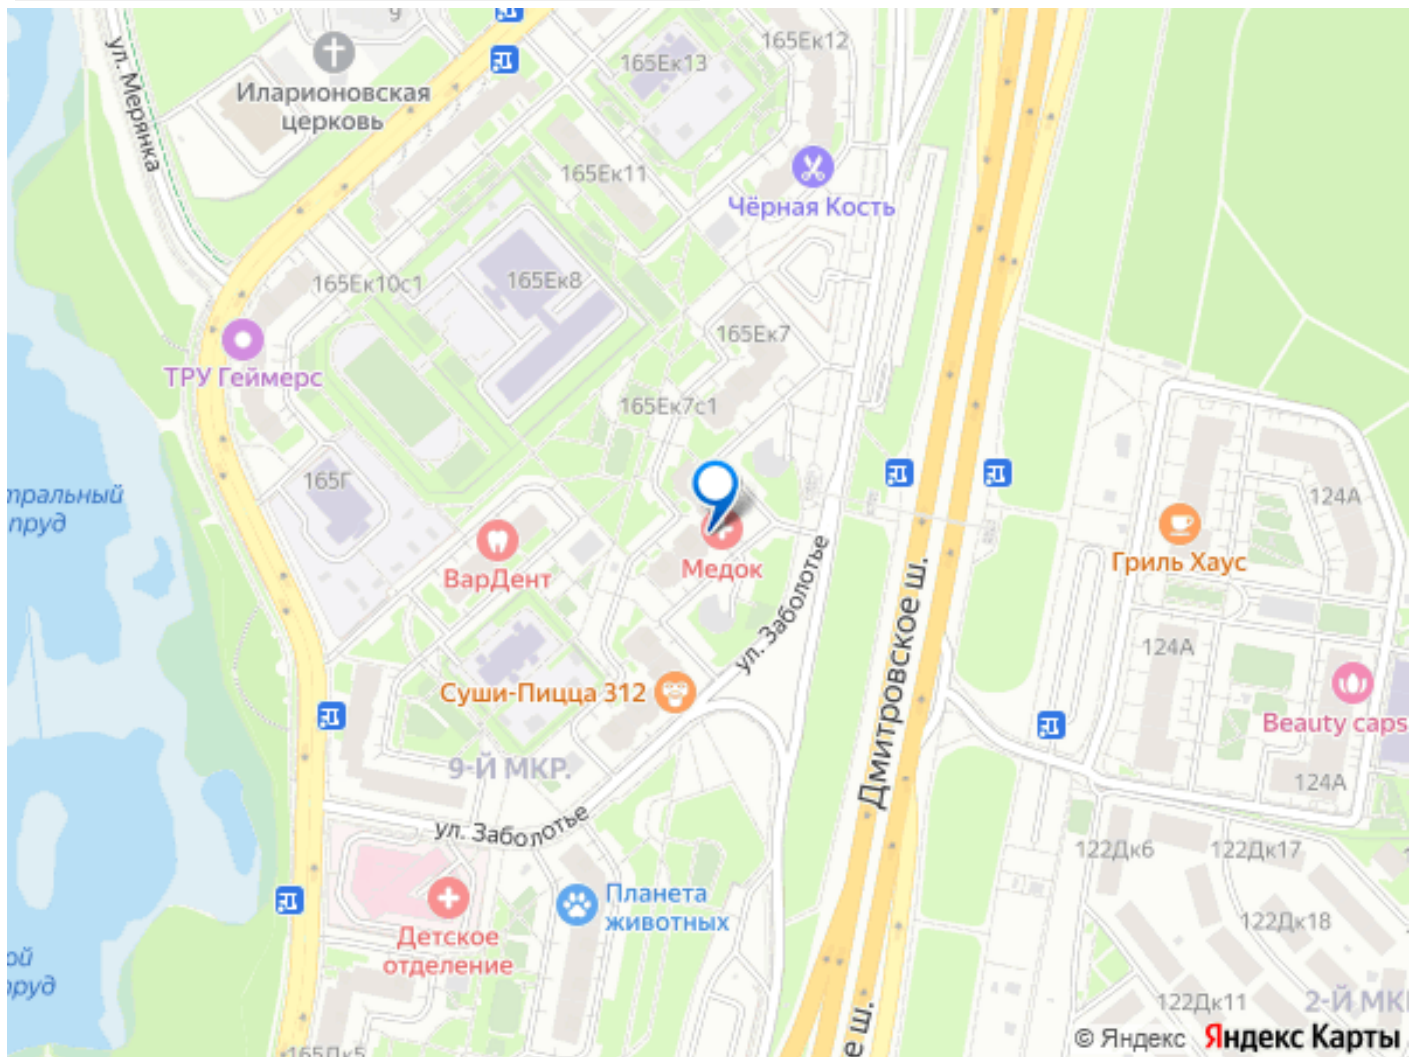 9
165Ек12
165Ек13
ул. Мерянка
Иларионовская
церковь
165Ек11
Чёрная Кость
165Ек10с1
165Ек8
165Ек7
ТРУ Геймерс
165Ек7с1
165Г
тральный
пруд
124А
ВарДент
Медок
Гриль Хаус
ул. Заболотье
Дмитровское ш.
124А
Суши-Пицца 312
Beauty caps
9-Й МКР.
124А
ул. Заболотье
122Дк6
122Дк17
Планета
животных
122Дк18
Детское
отделение
ой
пруд
122Дк11
2-Й МКР
е ш.
165Дк5
© Яндекс Яндекс Карты